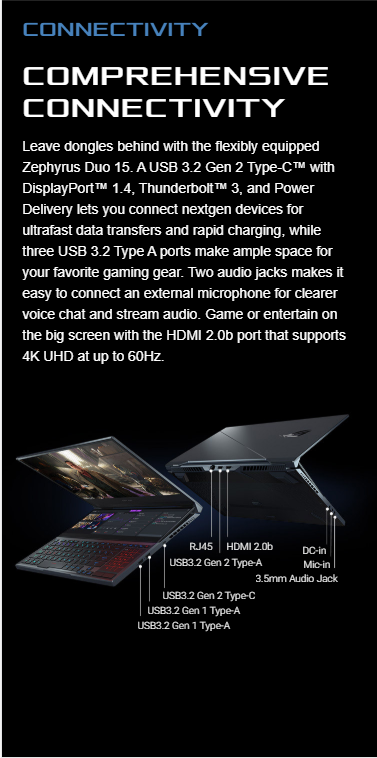 CONNECTIVITY
COMPREHENSIVE
CONNECTIVITY
Leave dongles behind with the flexibly equipped
Zephyrus Duo 15. A USB 3.2 Gen 2 Type-C™ with
DisplayPort™ 1.4, Thunderbolt™ 3, and Power
Delivery lets you connect nextgen devices for
ultrafast data transfers and rapid charging, while
three USB 3.2 Type A ports make ample space for
your favorite gaming gear. Two audio jacks makes it
easy to connect an external microphone for clearer
voice chat and stream audio. Game or entertain on
the big screen with the HDMI 2.0b port that supports
4K UHD at up to 60Hz.
RJ45 HDMI 2.0b
USB3.2 Gen 2 Type-A
DC-in
Mic-in
3.5mm Audio Jack
USB3.2 Gen 2 Type-C
USB3.2 Gen 1 Type-A
USB3.2 Gen 1 Type-A